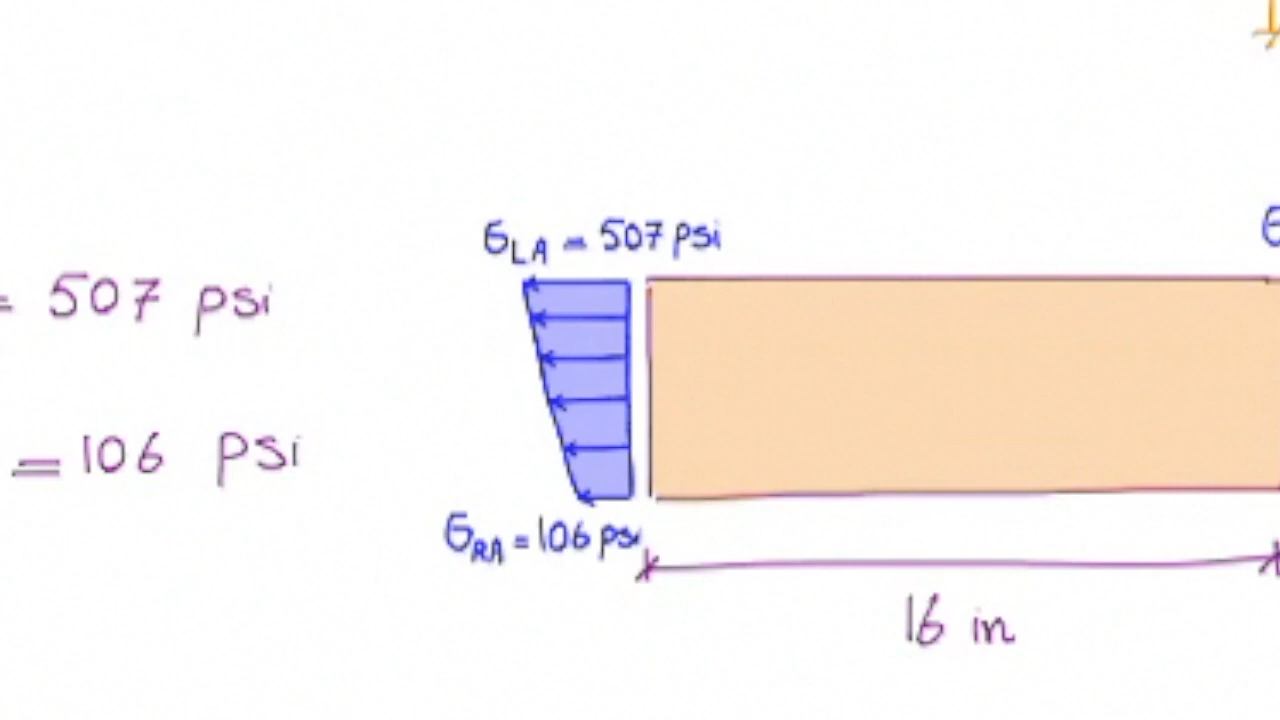 = 507 psi
= 106 psi
σLA = 507 psi
σRA = 106 psi
16 in
σ